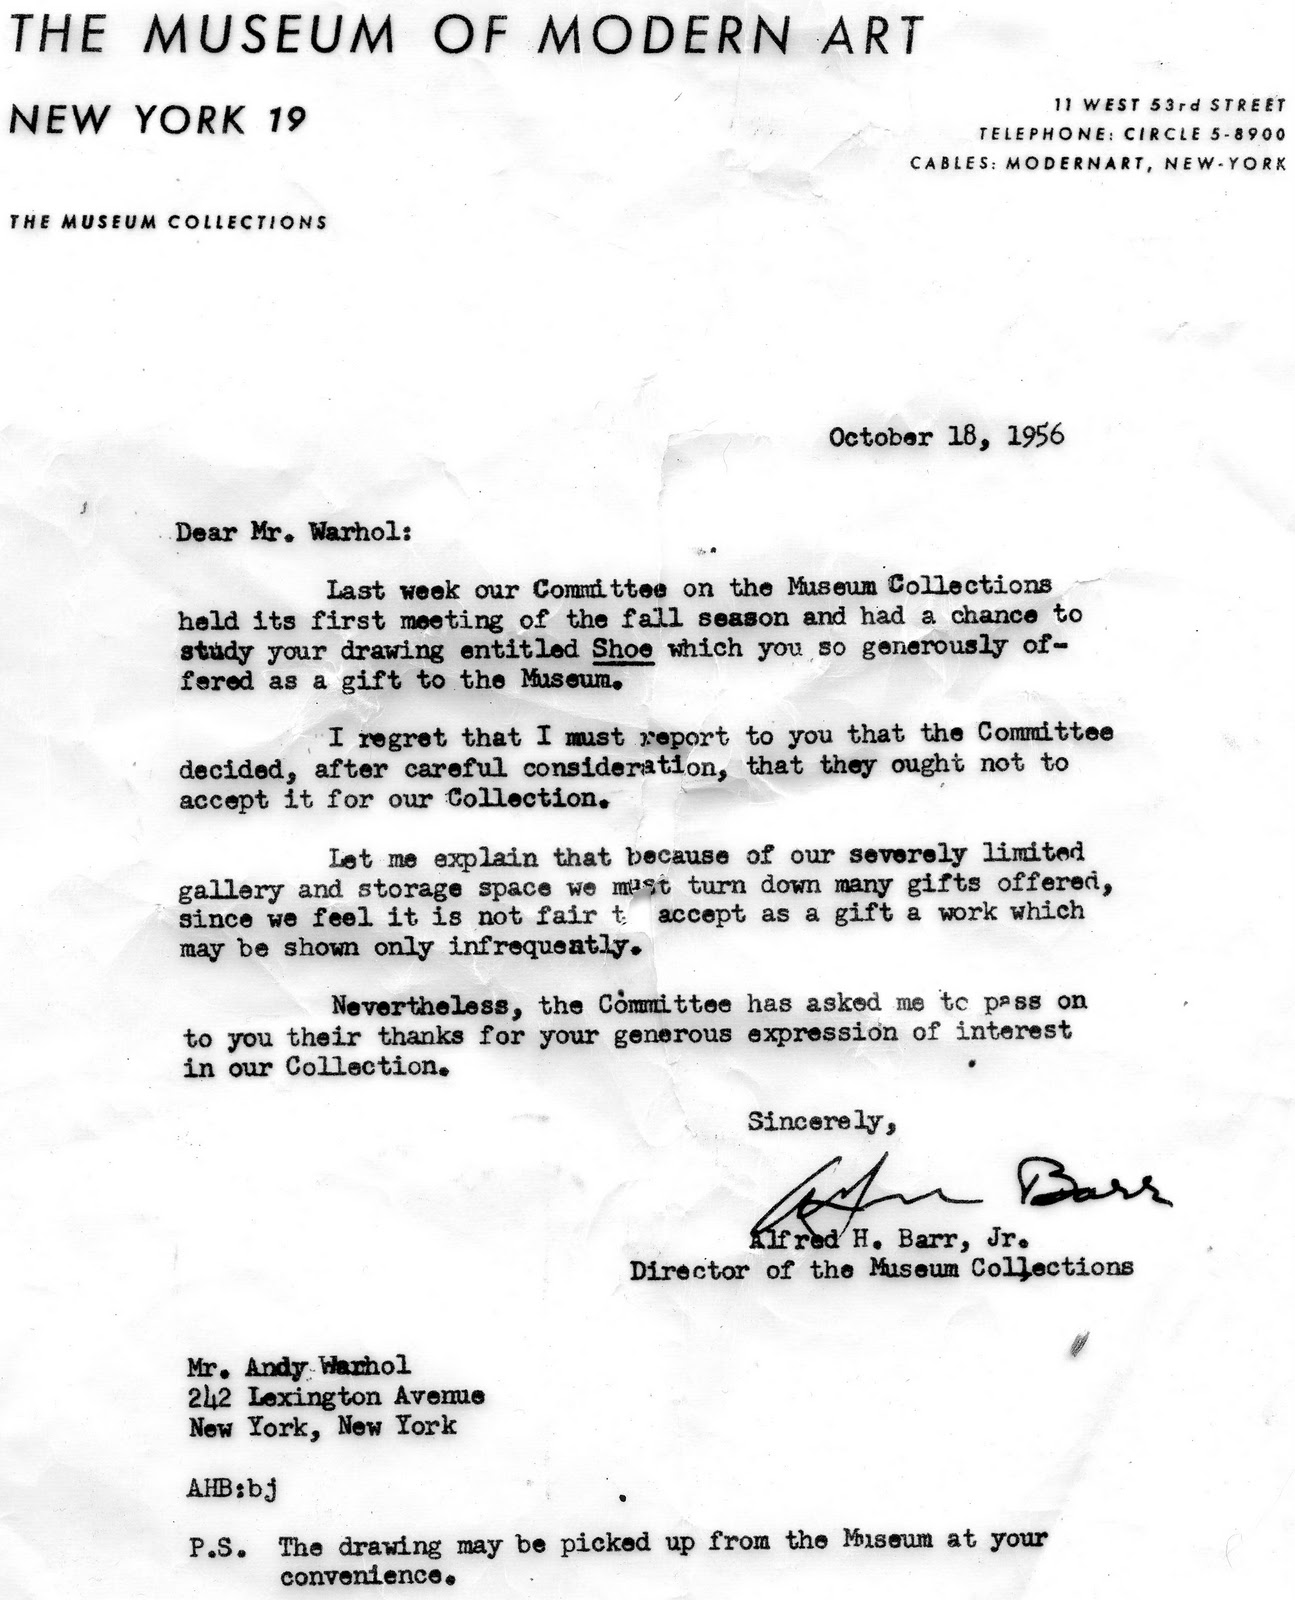 THE MUSEUM OF MODERN ART
NEW YORK 19
11 WEST 53rd STREET
TELEPHONE: CIRCLE 5-8900
CABLES: MODERNART, NEW-YORK
THE MUSEUM COLLECTIONS
October 18, 1956
Dear Mr. Warhol:
Last week our Committee on the Museum Collections
held its first meeting of the fall season and had a chance to
study your drawing entitled Shoe which you so generously of-
fered as a gift to the Museum.
I regret that I must report to you that the Committee
decided, after careful consideration, that they ought not to
accept it for our Collection.
Let me explain that because of our severely limited
gallery and storage space we must turn down many gifts offered,
since we feel it is not fair t accept as a gift a work which
may be shown only infrequently.
Nevertheless, the Committee has asked me to pass on
to you their thanks for your generous expression of interest
in our Collection.
Sincerely,
Alfred Barr
Alfred H. Barr, Jr.
Director of the Museum Collections
Mr. Andy Warhol
242 Lexington Avenue
New York, New York
AHB:bj
P.S. The drawing may be picked up from the Museum at your
convenience.